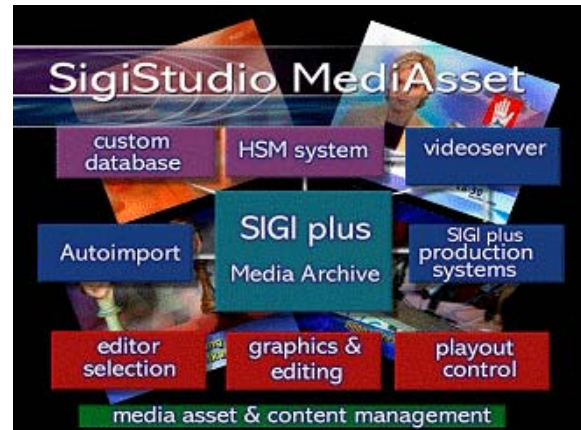 SigiStudio MediAsset
custom
database
HSM system
videoserver
SIGI plus
Media Archive
Autoimport
SIGI plus
production
systems
editor
selection
graphics &
editing
playout
control
media asset & content management